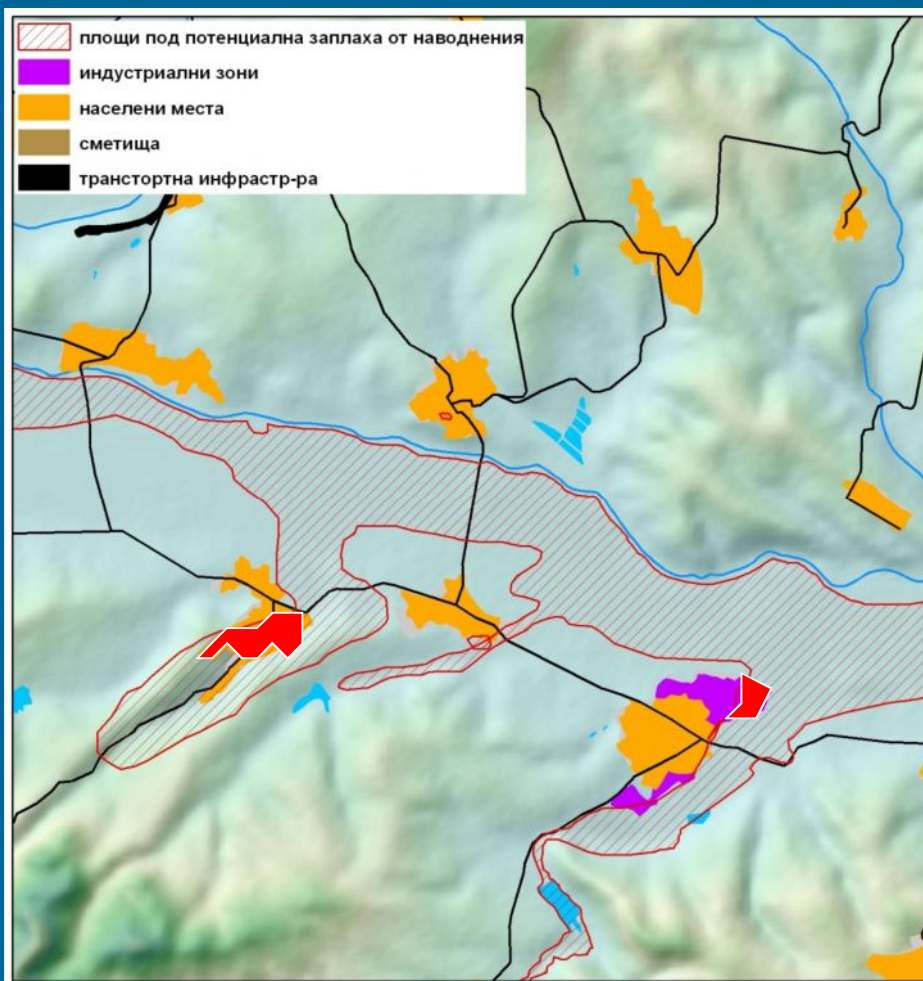 площи под потенциална заплаха от наводнения
индустриални зони
населени места
сметища
транстортна инфрастр-ра